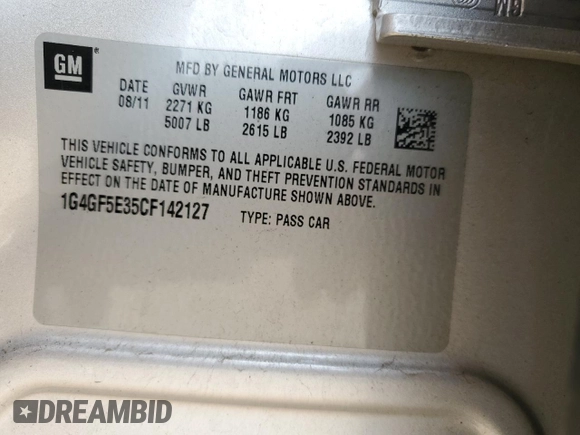 GM
MFD BY GENERAL MOTORS LLC
DATE GVWR GAWR FRT GAWR RR
08/11 2271 KG 1186 KG 1085 KG
5007 LB 2615 LB 2392 LB
THIS VEHICLE CONFORMS TO ALL APPLICABLE U.S. FEDERAL MOTOR
VEHICLE SAFETY, BUMPER, AND THEFT PREVENTION STANDARDS IN
EFFECT ON THE DATE OF MANUFACTURE SHOWN ABOVE.
1G4GF5E35CF142127 TYPE: PASS CAR
DREAMBID